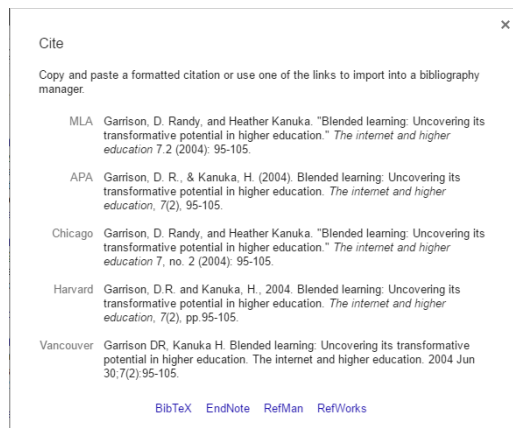 ×
Cite
Copy and paste a formatted citation or use one of the links to import into a bibliography
manager.
MLA Garrison, D. Randy, and Heather Kanuka. "Blended learning: Uncovering its
transformative potential in higher education." The internet and higher
education 7.2 (2004): 95-105.
APA Garrison, D. R., & Kanuka, H. (2004). Blended learning: Uncovering its
transformative potential in higher education. The internet and higher
education, 7(2), 95-105.
Chicago Garrison, D. Randy, and Heather Kanuka. "Blended learning: Uncovering its
transformative potential in higher education." The internet and higher
education 7, no. 2 (2004): 95-105.
Harvard Garrison, D.R. and Kanuka, H., 2004. Blended learning: Uncovering its
transformative potential in higher education. The internet and higher
education, 7(2), pp.95-105.
Vancouver Garrison DR, Kanuka H. Blended learning: Uncovering its transformative
potential in higher education. The internet and higher education. 2004 Jun
30;7(2):95-105.
BibTeX EndNote RefMan RefWorks